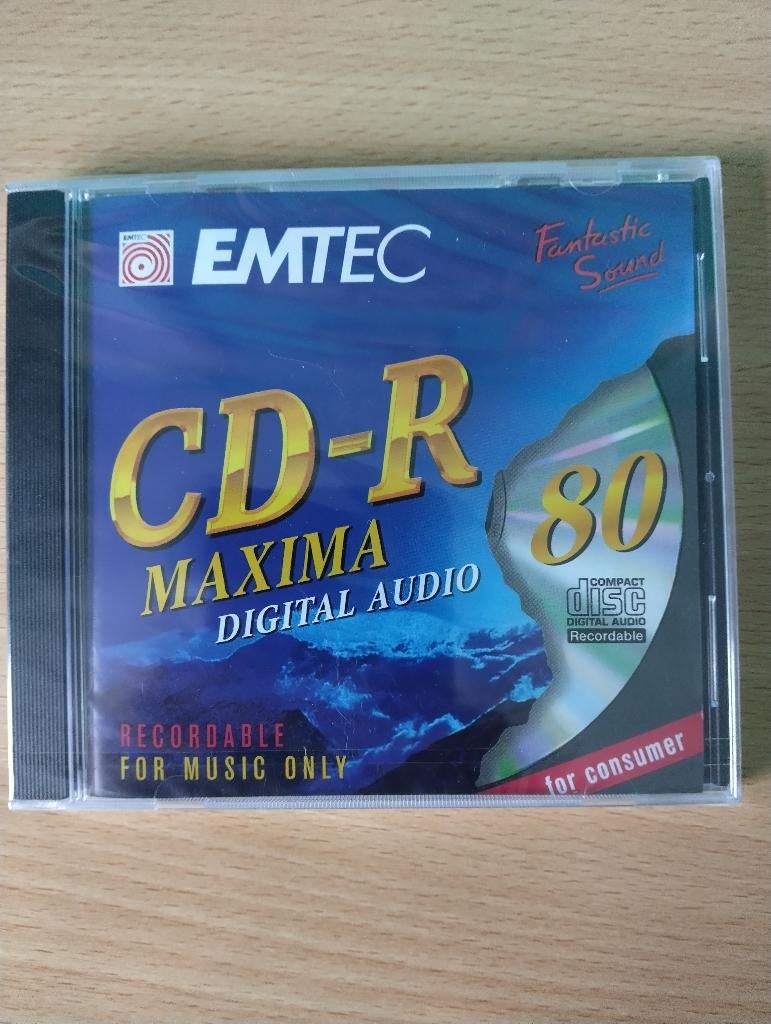 EMTEC
EMTEC
Fantastic
Sound
CD-R
80
MAXIMA
DIGITAL AUDIO
COMPACT
disc
DIGITAL AUDIO
Recordable
RECORDABLE
FOR MUSIC ONLY
for consumer